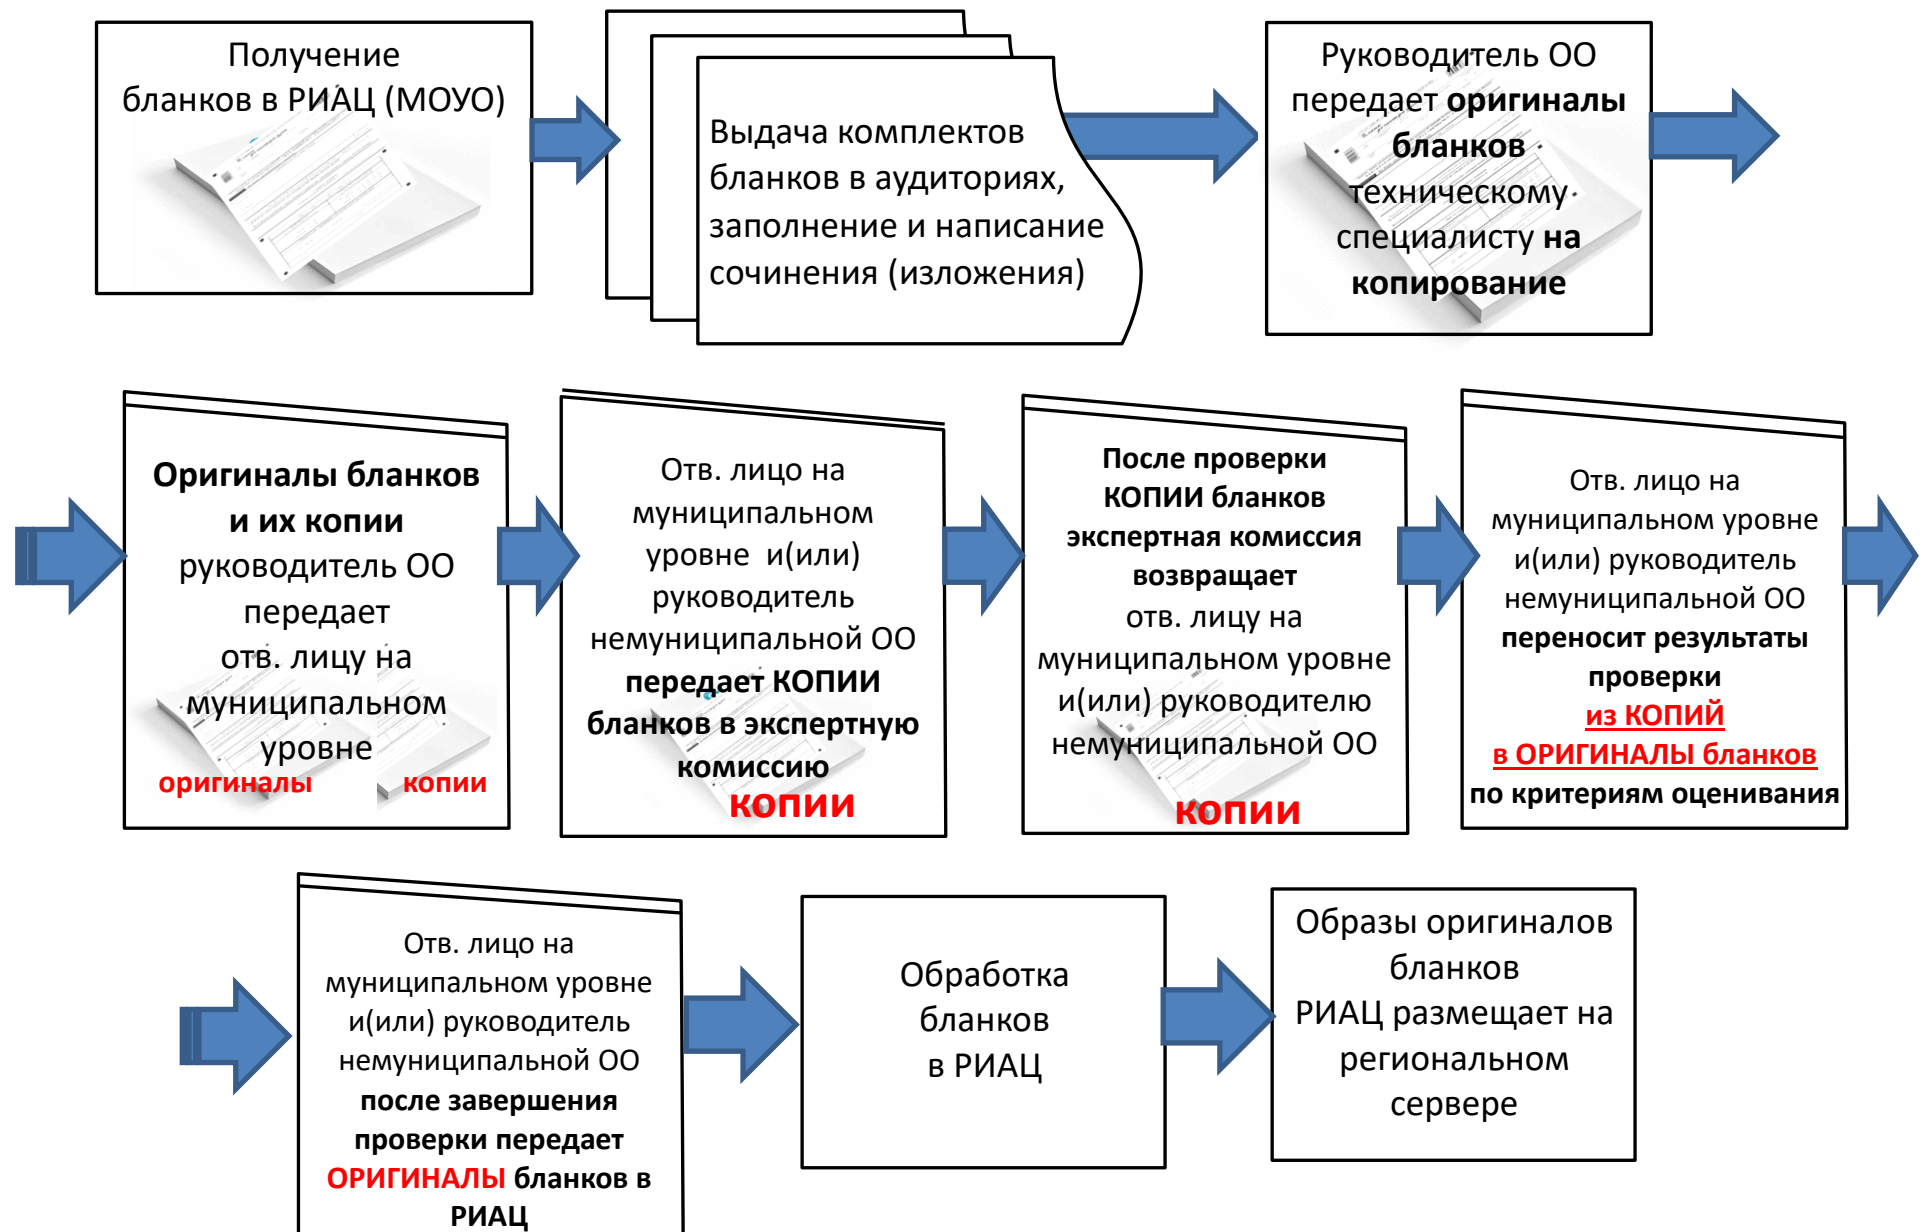 Получение
бланков в РИАЦ (МОУО)
Выдача комплектов
бланков в аудиториях,
заполнение и написание
сочинения (изложения)
Руководитель ОО
передает оригиналы
бланков
техническому
специалисту на
копирование
Оригиналы бланков
и их копии
руководитель ОО
передает
отв. лицу на
муниципальном
уровне
оригиналы копии
Отв. лицо на
муниципальном
уровне и(или)
руководитель
немуниципальной ОО
передает КОПИИ
бланков в экспертную
комиссию
КОПИИ
После проверки
КОПИИ бланков
экспертная комиссия
возвращает
отв. лицу на
муниципальном уровне
и(или) руководителю
немуниципальной ОО
КОПИИ
Отв. лицо на
муниципальном уровне
и(или) руководитель
немуниципальной ОО
переносит результаты
проверки
из КОПИЙ
в ОРИГИНАЛЫ бланков
по критериям оценивания
Отв. лицо на
муниципальном уровне
и(или) руководитель
немуниципальной ОО
после завершения
проверки передает
ОРИГИНАЛЫ бланков в
РИАЦ
Обработка
бланков
в РИАЦ
Образы оригиналов
бланков
РИАЦ размещает на
региональном
сервере